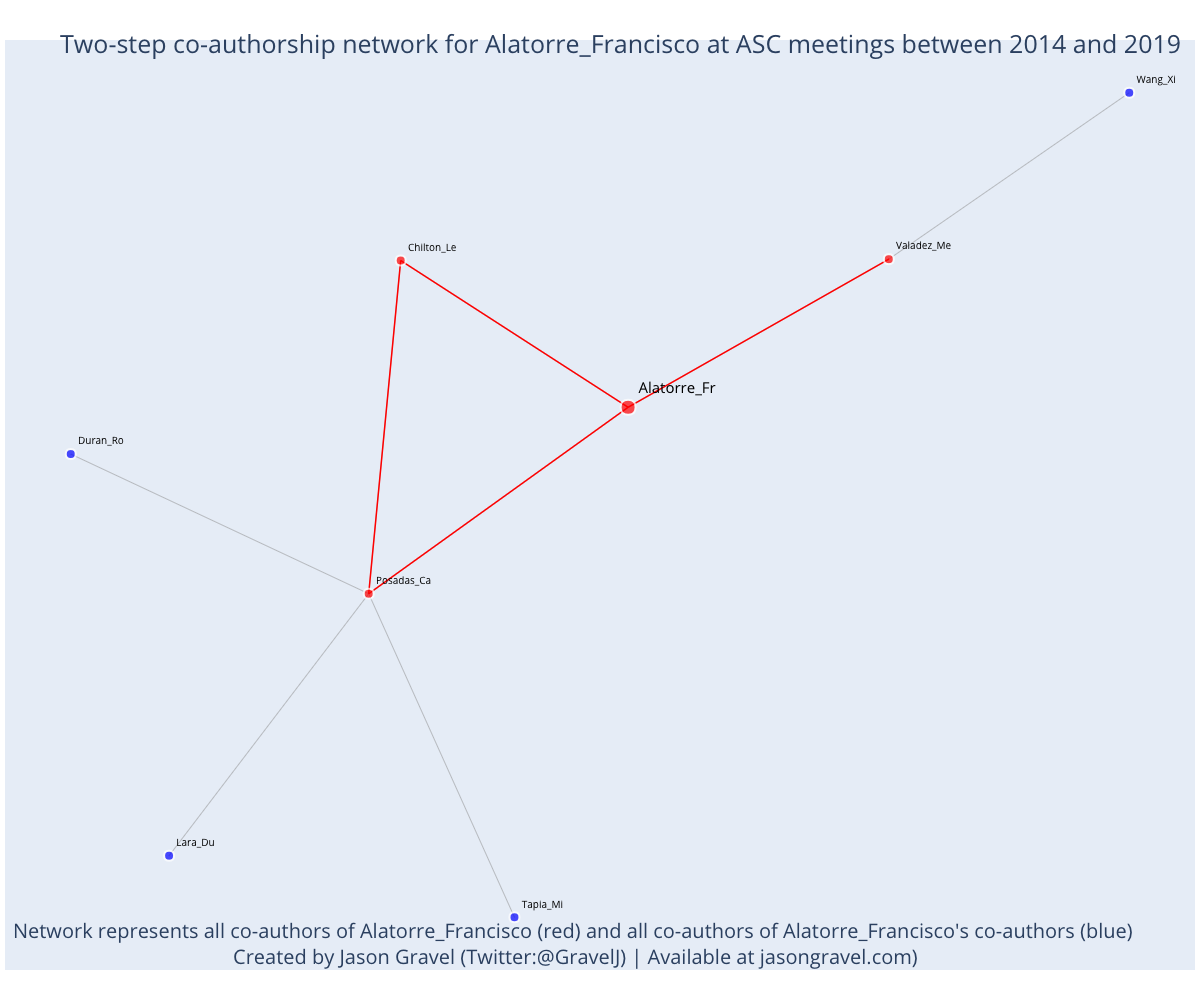 Two-step co-authorship network for Alatorre_Francisco at ASC meetings between 2014 and 2019
Wang_Xi
Chilton_Le
Valadez_Me
Alatorre_Fr
Duran_Ro
Posadas_Ca
Lara_Du
Tapia_Mi
Network represents all co-authors of Alatorre_Francisco (red) and all co-authors of Alatorre_Francisco's co-authors (blue)
Created by Jason Gravel (Twitter:@GravelJ) | Available at jasongravel.com)